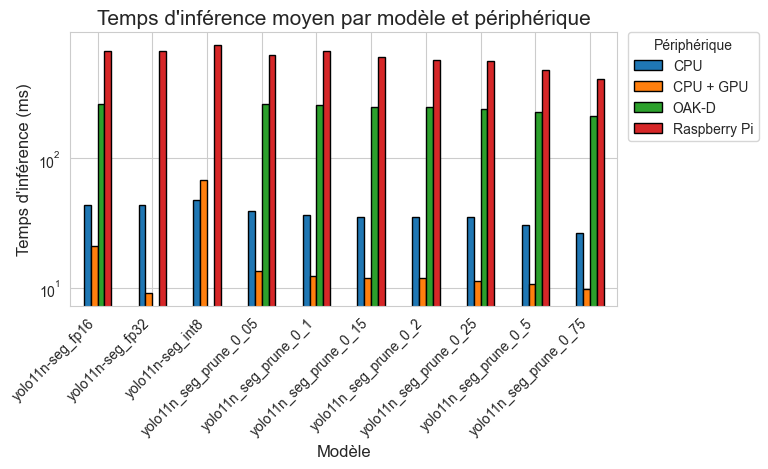 Temps d'inférence moyen par modèle et périphérique
Périphérique
CPU
CPU + GPU
OAK-D
Raspberry Pi
Temps d'inférence (ms)
10²
10¹
yolo11n-seg_fp16
yolo11n-seg_fp32
yolo11n-seg_int8
yolo11n_seg_prune_0_05
yolo11n_seg_prune_0_1
yolo11n_seg_prune_0_15
yolo11n_seg_prune_0_2
yolo11n_seg_prune_0_25
yolo11n_seg_prune_0_5
yolo11n_seg_prune_0_75
Modèle